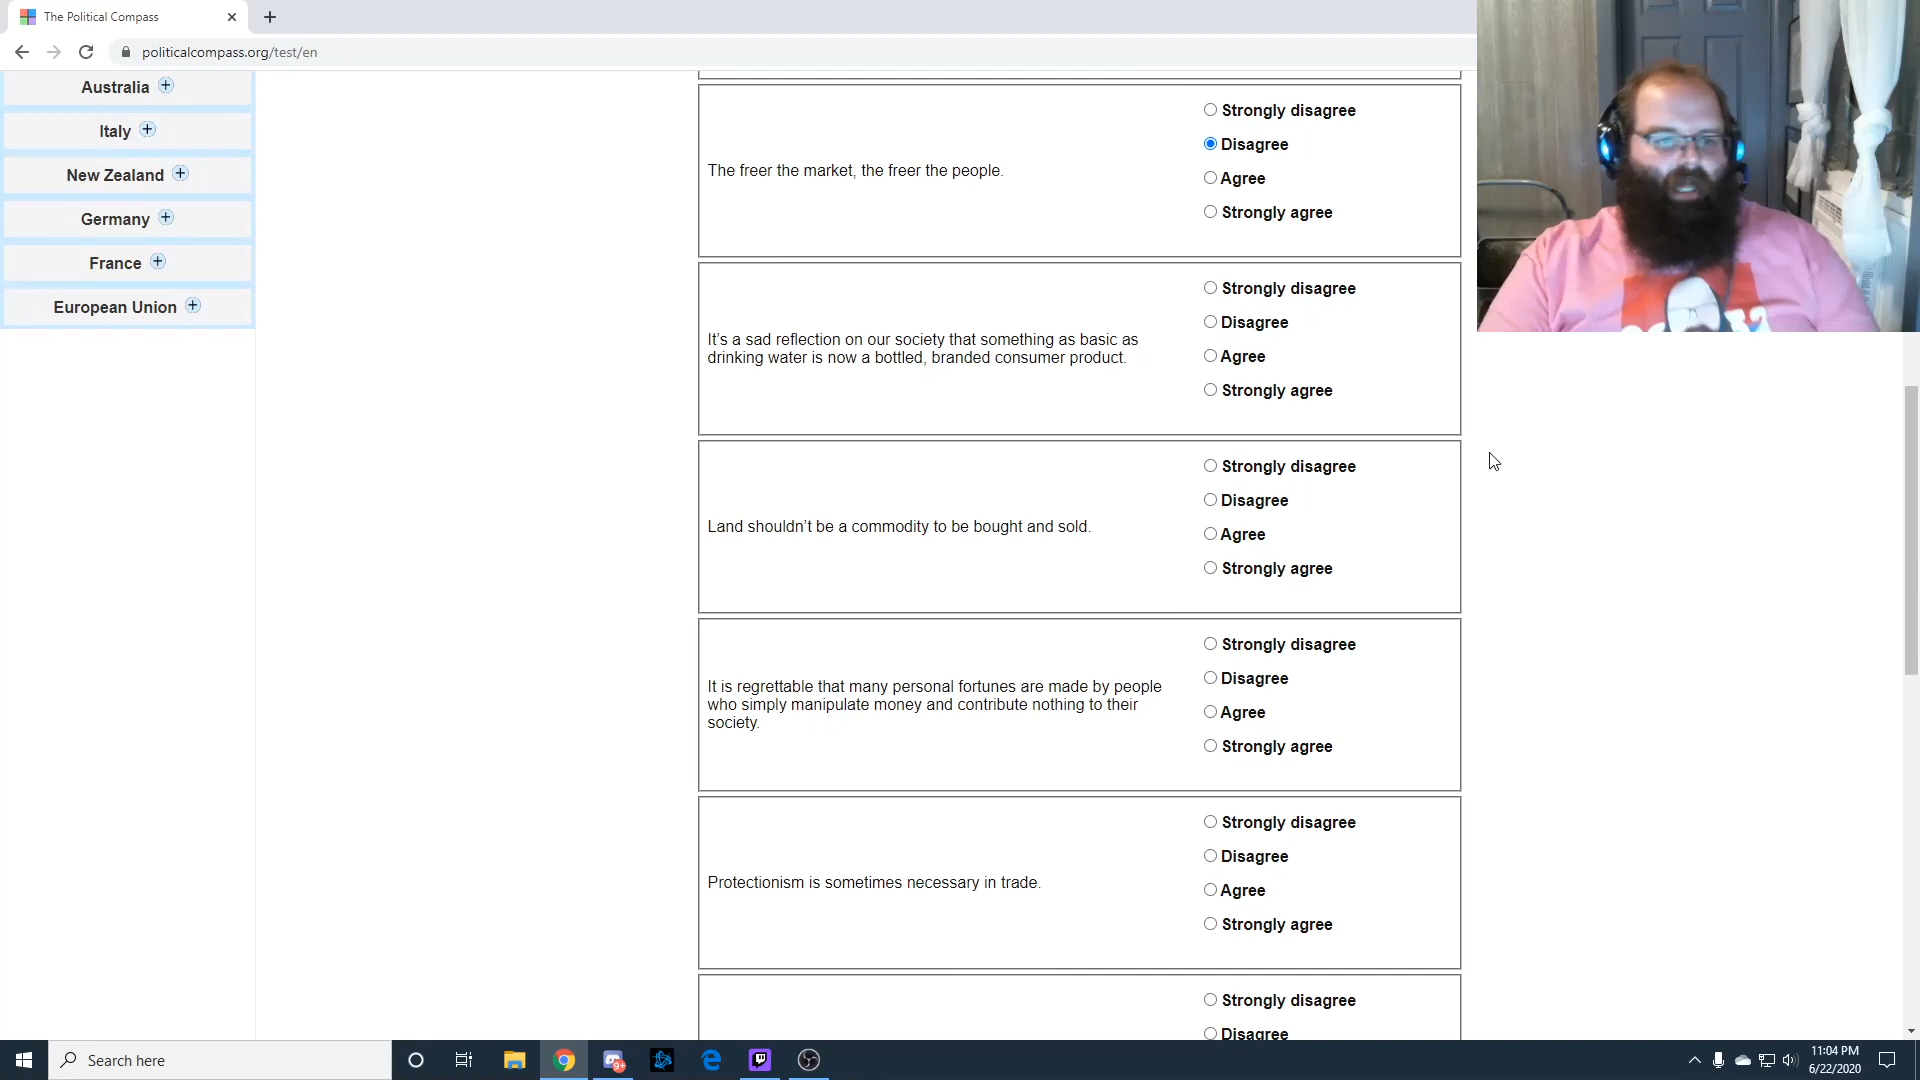 The Political Compass
politicalcompass.org/test/en
Australia
Italy
New Zealand
Germany
France
European Union
The freer the market, the freer the people.
Strongly disagree
Disagree
Agree
Strongly agree
It's a sad reflection on our society that something as basic as
drinking water is now a bottled, branded consumer product.
Strongly disagree
Disagree
Agree
Strongly agree
Land shouldn't be a commodity to be bought and sold.
Strongly disagree
Disagree
Agree
Strongly agree
It is regrettable that many personal fortunes are made by people
who simply manipulate money and contribute nothing to their
society.
Strongly disagree
Disagree
Agree
Strongly agree
Protectionism is sometimes necessary in trade.
Strongly disagree
Disagree
Agree
Strongly agree
Strongly disagree
Disagree
Search here
9+
11:04 PM
6/22/2020